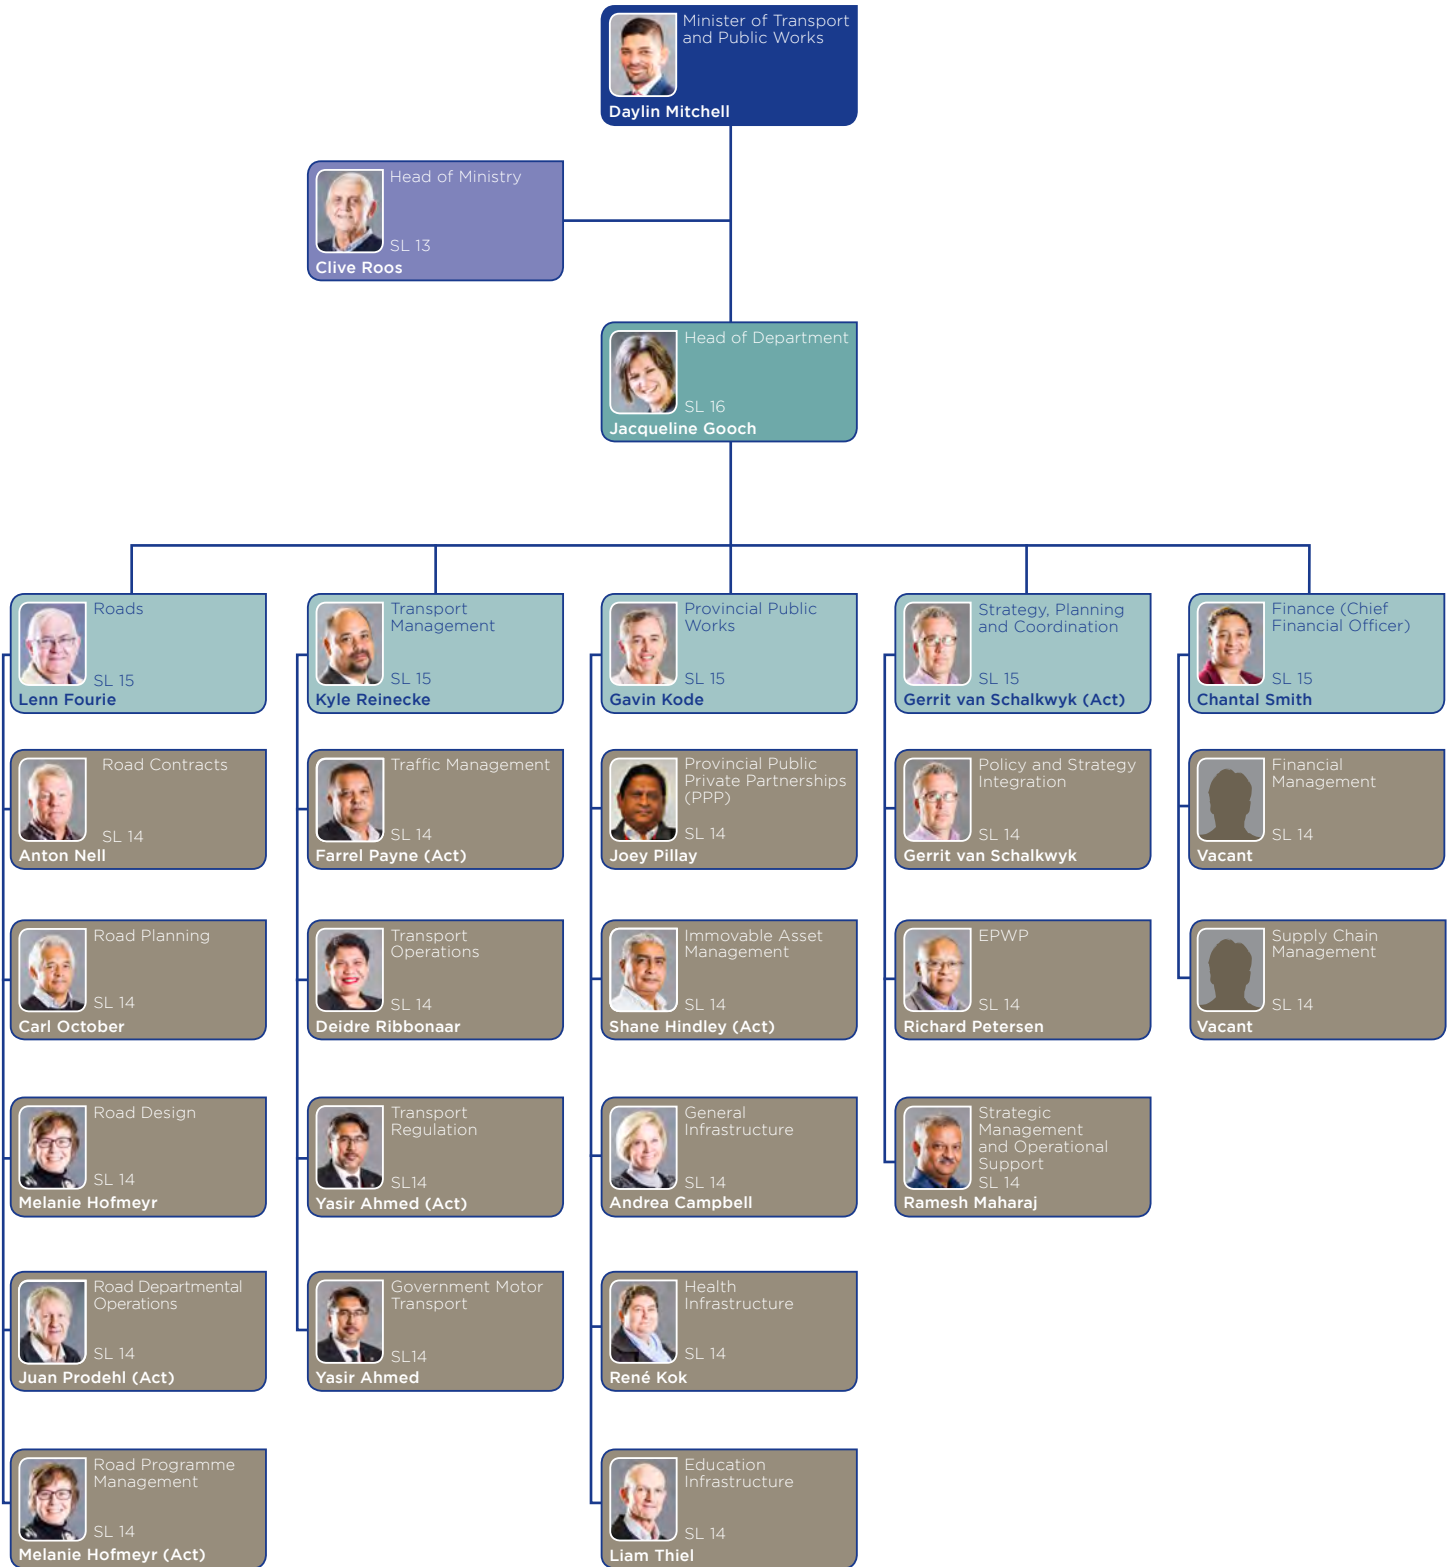 Minister of Transport
and Public Works
Daylin Mitchell
Head of Ministry
SL 13
Clive Roos
Head of Department
SL 16
Jacqueline Gooch
Roads
SL 15
Lenn Fourie
Transport
Management
SL 15
Kyle Reinecke
Provincial Public
Works
SL 15
Gavin Kode
Strategy, Planning
and Coordination
SL 15
Gerrit van Schalkwyk (Act)
Finance (Chief
Financial Officer)
SL 15
Chantal Smith
Road Contracts
SL 14
Anton Nell
Traffic Management
SL 14
Farrel Payne (Act)
Provincial Public
Private Partnerships
(PPP)
SL 14
Joey Pillay
Policy and Strategy
Integration
SL 14
Gerrit van Schalkwyk
Financial
Management
SL 14
Vacant
Road Planning
SL 14
Carl October
Transport
Operations
SL 14
Deidre Ribbonaar
Immovable Asset
Management
SL 14
Shane Hindley (Act)
EPWP
SL 14
Richard Petersen
Supply Chain
Management
SL 14
Vacant
Road Design
SL 14
Melanie Hofmeyr
Transport
Regulation
SL14
Yasir Ahmed (Act)
General
Infrastructure
SL 14
Andrea Campbell
Strategic
Management
and Operational
Support
SL 14
Ramesh Maharaj
Road Departmental
Operations
SL 14
Juan Prodehl (Act)
Government Motor
Transport
SL14
Yasir Ahmed
Health
Infrastructure
SL 14
René Kok
Road Programme
Management
SL 14
Melanie Hofmeyr (Act)
Education
Infrastructure
SL 14
Liam Thiel